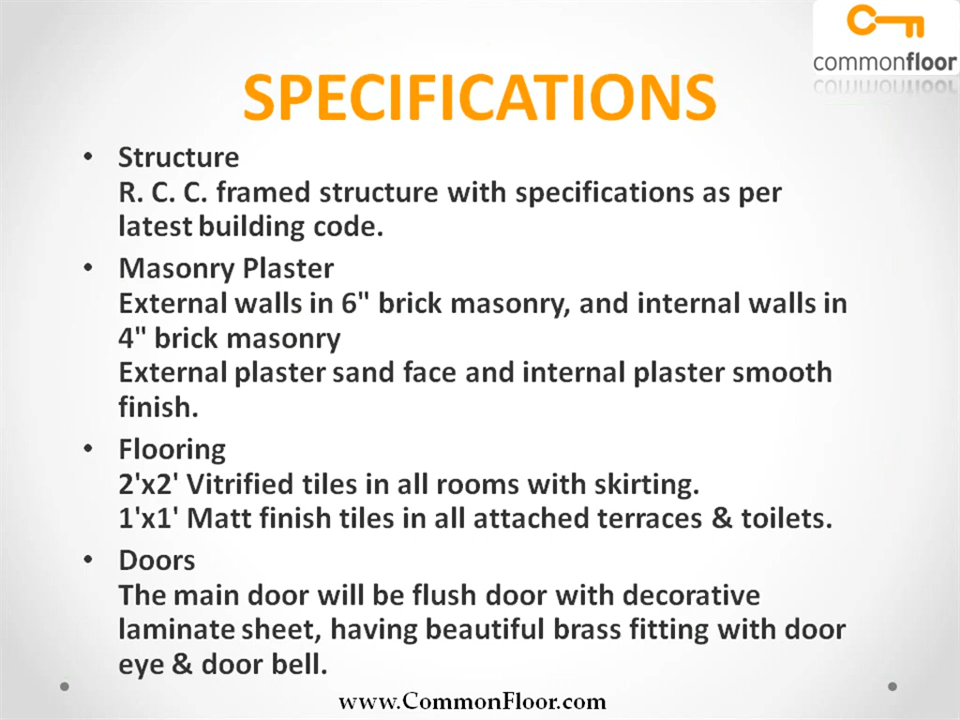 commonfloor
SPECIFICATIONS
• Structure
R. C. C. framed structure with specifications as per
latest building code.
• Masonry Plaster
External walls in 6" brick masonry, and internal walls in
4" brick masonry
External plaster sand face and internal plaster smooth
finish.
• Flooring
2'x2' Vitrified tiles in all rooms with skirting.
1'x1' Matt finish tiles in all attached terraces & toilets.
• Doors
The main door will be flush door with decorative
laminate sheet, having beautiful brass fitting with door
eye & door bell.
www.CommonFloor.com